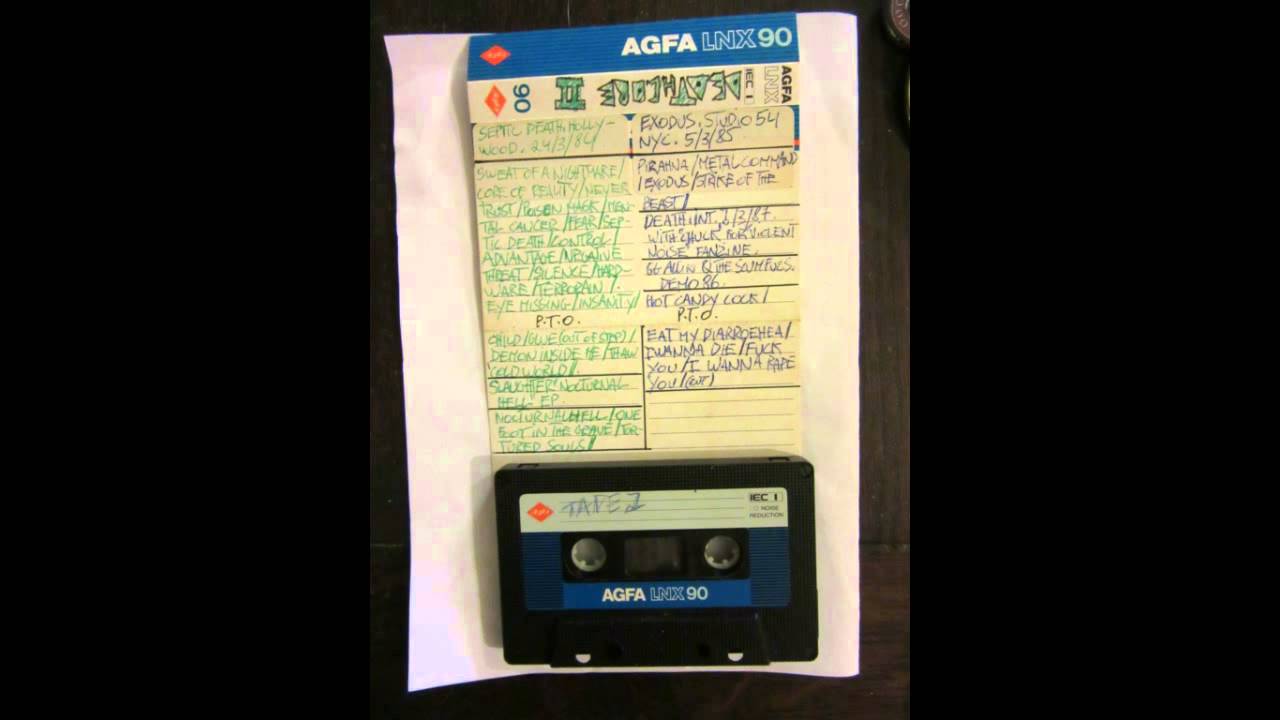 AGFA LNX 90
AGFA LNX
IEC I
DEATHCORE III
90
SEPTIC DEATH. HOLLY-
WOOD. 24/3/84
SWEAT OF A NIGHTMARE/
CORE OF REALITY/NEVER
TRUST/POISON MASK/MEN-
TAL CANCER/FEAR/SEP-
TIC DEATH/CONTROL/
ADVANTAGE/NEGATIVE
THREAT/SILENCE/HARD-
WARE/TERRORAIN/.
EYE MISSING/INSANITY/
P.T.O.
CHILD/GLUE (OUT OF STEP)/
DEMON INSIDE ME/THAW
COLD WORLD/.
SLAUGHTER "NOCTURNAL
HELL" EP.
NOCTURNAL HELL/ONE
FOOT IN THE GRAVE/TOR-
TURED SOULS/
EXODUS. STUDIO 54
NYC. 5/3/85
PIRAHNA/METAL COMMAND
/EXODUS/STRIKE OF THE
BEAST/
DEATH. INT. /3/87.
WITH CHUCK FOR VIOLENT
NOISE FANZINE.
GG ALLIN & THE SCUMFUCS.
DEMO 86.
HOT CANDY COCK/
P.T.O.
EAT MY DIARROEHEA/
I WANNA DIE/FUCK
YOU/I WANNA RAPE
YOU/(CUT)
TAPE 2
IEC I
NOISE
REDUCTION
AGFA LNX 90